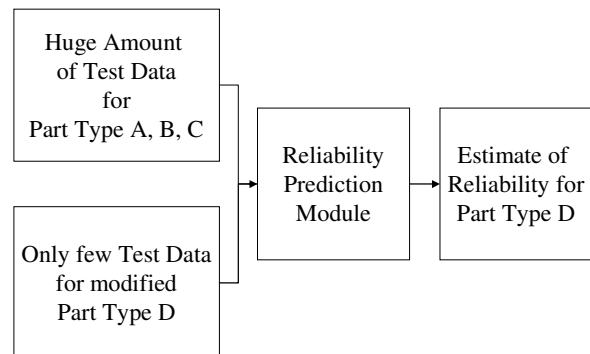 Huge Amount
of Test Data
for
Part Type A, B, C
Only few Test Data
for modified
Part Type D
Reliability
Prediction
Module
Estimate of
Reliability for
Part Type D